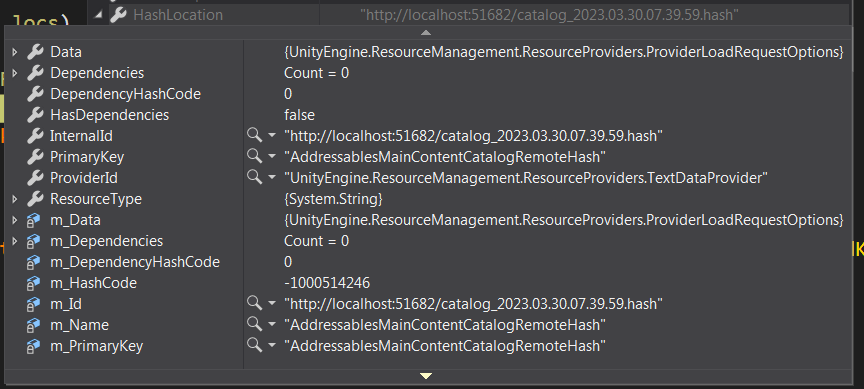 locs) HashLocation "http://localhost:51682/catalog_2023.03.30.07.39.59.hash"
Data {UnityEngine.ResourceManagement.ResourceProviders.ProviderLoadRequestOptions}
Dependencies Count = 0
DependencyHashCode 0
HasDependencies false
InternalId "http://localhost:51682/catalog_2023.03.30.07.39.59.hash"
PrimaryKey "AddressablesMainContentCatalogRemoteHash"
ProviderId "UnityEngine.ResourceManagement.ResourceProviders.TextDataProvider"
ResourceType {System.String}
m_Data {UnityEngine.ResourceManagement.ResourceProviders.ProviderLoadRequestOptions}
m_Dependencies Count = 0
m_DependencyHashCode 0
m_HashCode -1000514246
m_Id "http://localhost:51682/catalog_2023.03.30.07.39.59.hash"
m_Name "AddressablesMainContentCatalogRemoteHash"
m_PrimaryKey "AddressablesMainContentCatalogRemoteHash"